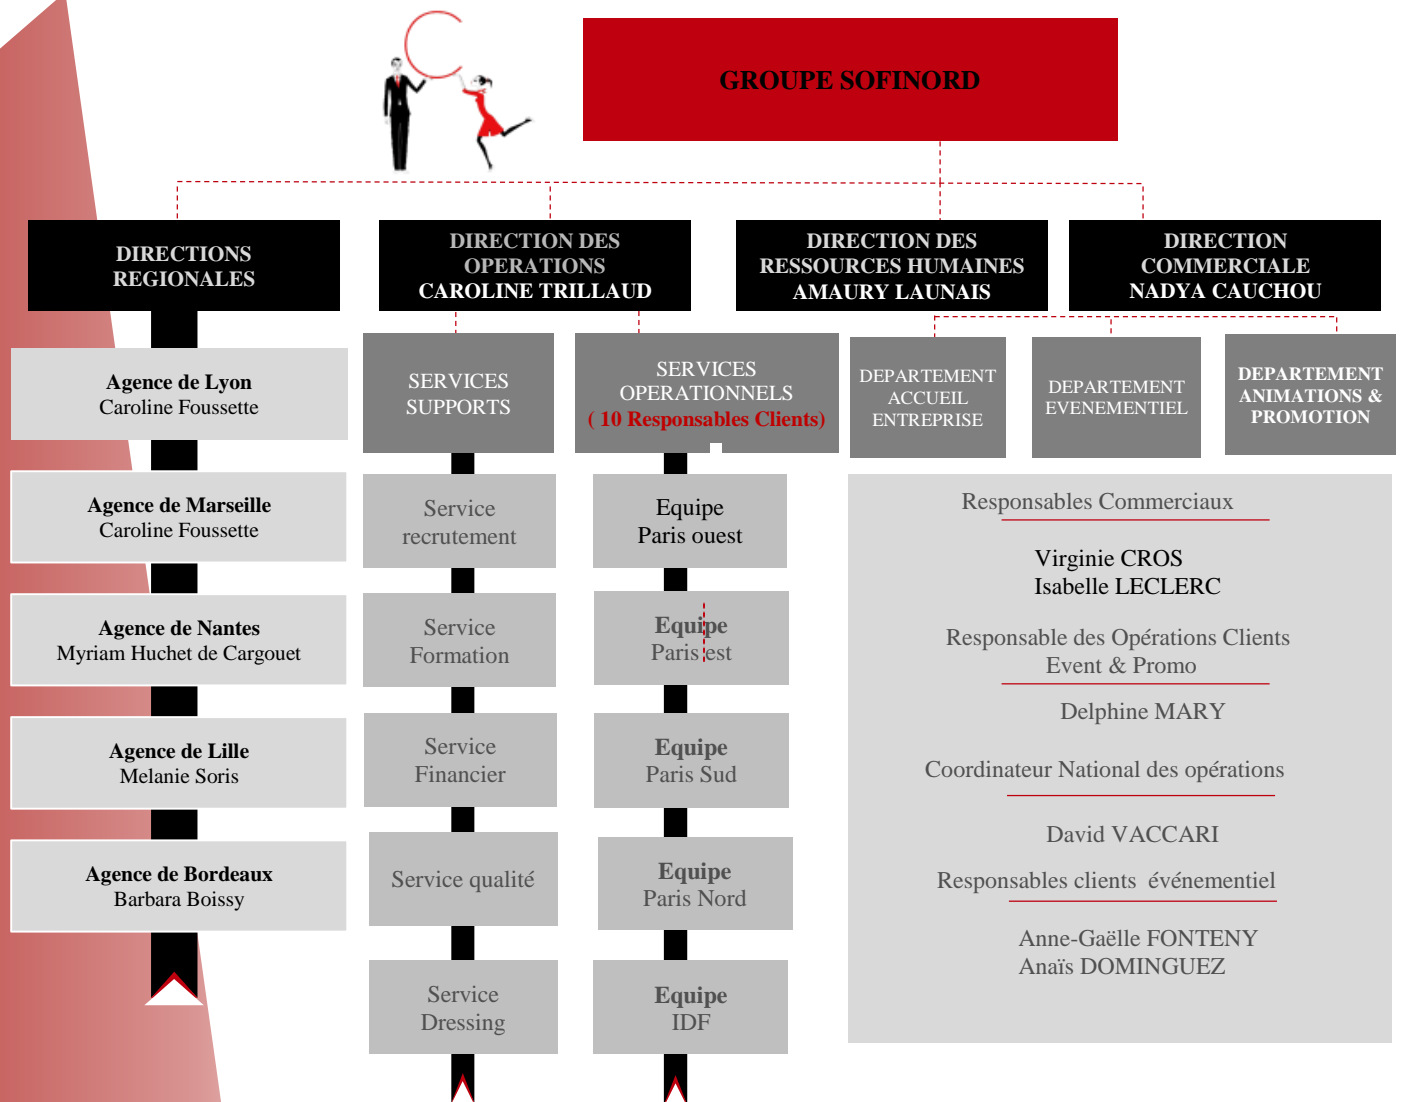 GROUPE SOFINORD
DIRECTIONS
REGIONALES
DIRECTION DES
OPERATIONS
CAROLINE TRILLAUD
DIRECTION DES
RESSOURCES HUMAINES
AMAURY LAUNAIS
DIRECTION
COMMERCIALE
NADYA CAUCHOU
Agence de Lyon
Caroline Foussette
Agence de Marseille
Caroline Foussette
Agence de Nantes
Myriam Huchet de Cargouet
Agence de Lille
Melanie Soris
Agence de Bordeaux
Barbara Boissy
SERVICES
SUPPORTS
Service
recrutement
Service
Formation
Service
Financier
Service qualité
Service
Dressing
SERVICES
OPERATIONNELS
( 10 Responsables Clients)
Equipe
Paris ouest
Equipe
Paris est
Equipe
Paris Sud
Equipe
Paris Nord
Equipe
IDF
DEPARTEMENT
ACCUEIL
ENTREPRISE
DEPARTEMENT
EVENEMENTIEL
DEPARTEMENT
ANIMATIONS &
PROMOTION
Responsables Commerciaux
Virginie CROS
Isabelle LECLERC
Responsable des Opérations Clients
Event & Promo
Delphine MARY
Coordinateur National des opérations
David VACCARI
Responsables clients  événementiel
Anne-Gaëlle FONTENY
Anaïs DOMINGUEZ